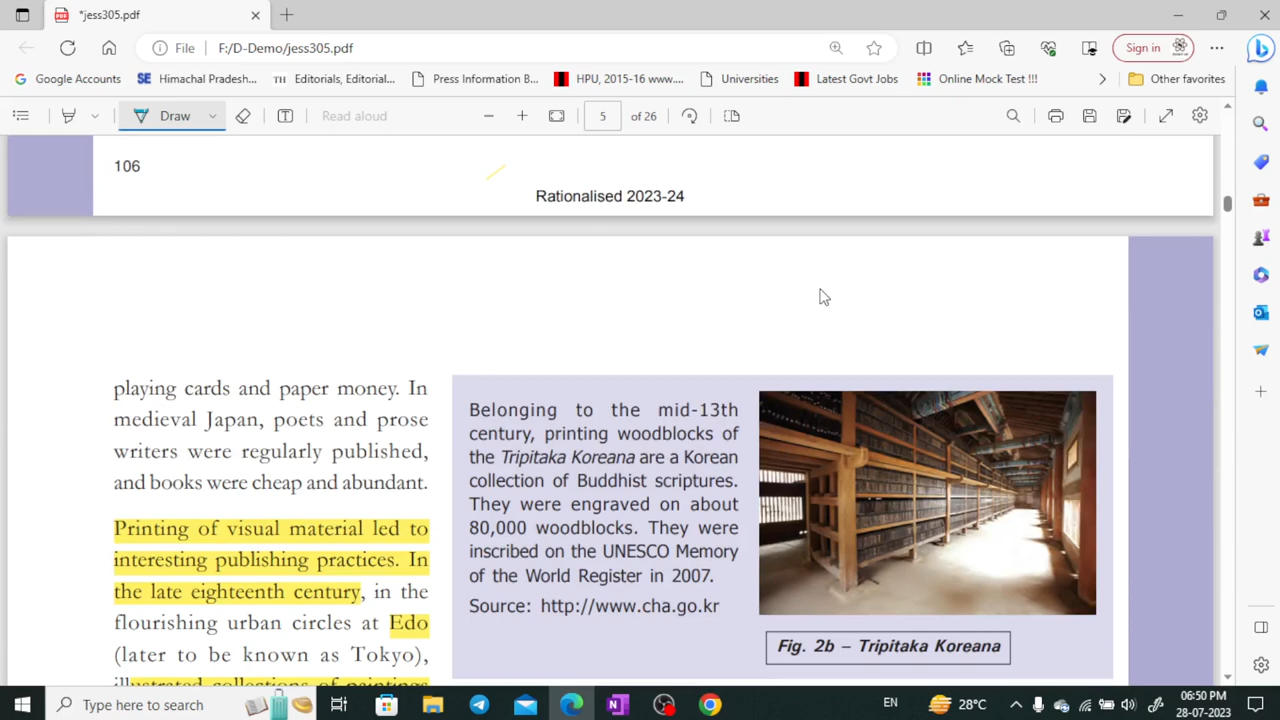 *jess305.pdf
File F:/D-Demo/jess305.pdf
Sign in
Google Accounts
SE Himachal Pradesh...
TH Editorials, Editorial...
Press Information B...
HPU, 2015-16 www....
Universities
Latest Govt Jobs
Online Mock Test !!!
Other favorites
Draw
Read aloud
5 of 26
106
Rationalised 2023-24
playing cards and paper money. In
medieval Japan, poets and prose
writers were regularly published,
and books were cheap and abundant.
Printing of visual material led to
interesting publishing practices. In
the late eighteenth century, in the
flourishing urban circles at Edo
(later to be known as Tokyo),
illustrated collections of paintings
Belonging to the mid-13th
century, printing woodblocks of
the Tripitaka Koreana are a Korean
collection of Buddhist scriptures.
They were engraved on about
80,000 woodblocks. They were
inscribed on the UNESCO Memory
of the World Register in 2007.
Source: http://www.cha.go.kr
Fig. 2b – Tripitaka Koreana
Type here to search
EN
28°C
06:50 PM
28-07-2023